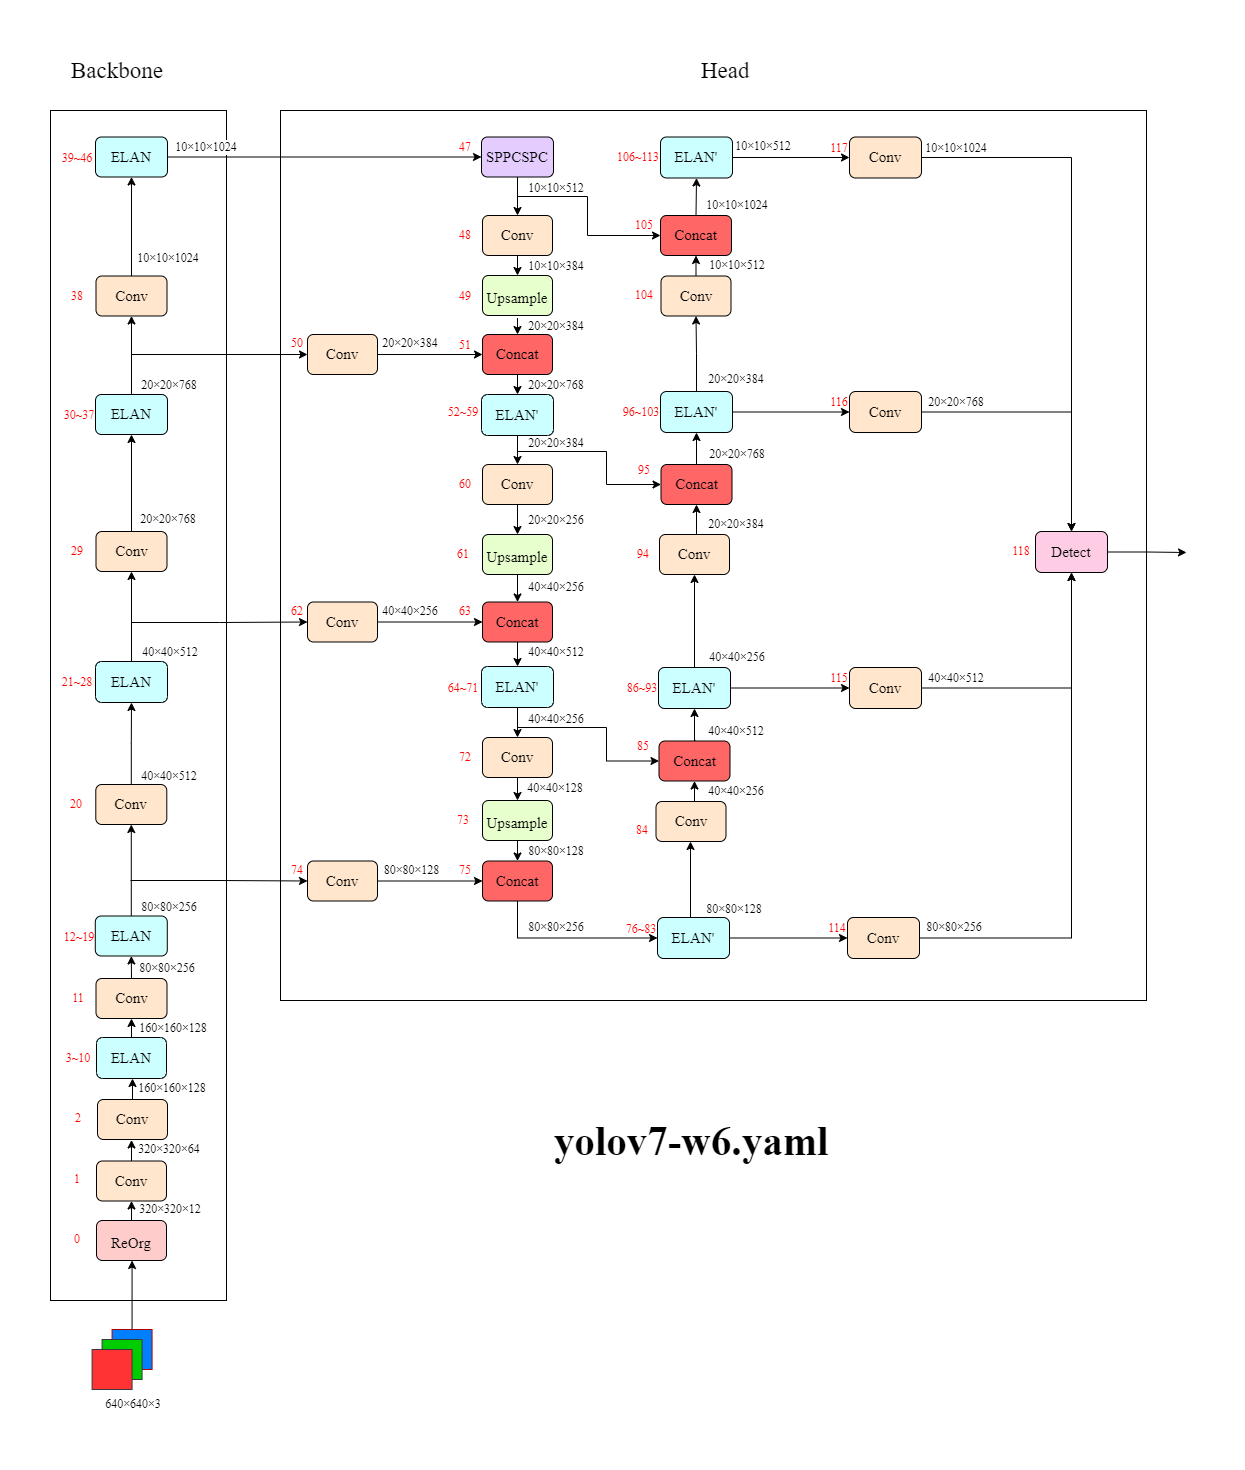 Backbone
Head
39~46
ELAN
10×10×1024
10×10×1024
38
Conv
20×20×768
30~37
ELAN
20×20×768
29
Conv
40×40×512
21~28
ELAN
40×40×512
20
Conv
80×80×256
12~19
ELAN
80×80×256
11
Conv
160×160×128
3~10
ELAN
160×160×128
2
Conv
320×320×64
1
Conv
320×320×12
0
ReOrg
640×640×3
47
SPPCSPC
10×10×512
48
Conv
10×10×384
49
Upsample
20×20×384
50
Conv
20×20×384
51
Concat
20×20×768
52~59
ELAN'
20×20×384
60
Conv
20×20×256
61
Upsample
40×40×256
62
Conv
40×40×256
63
Concat
40×40×512
64~71
ELAN'
40×40×256
72
Conv
40×40×128
73
Upsample
80×80×128
74
Conv
80×80×128
75
Concat
80×80×256
106~113
ELAN'
10×10×512
117
Conv
10×10×1024
10×10×1024
105
Concat
10×10×512
104
Conv
20×20×384
96~103
ELAN'
116
Conv
20×20×768
20×20×768
95
Concat
20×20×384
94
Conv
118
Detect
40×40×256
86~93
ELAN'
115
Conv
40×40×512
40×40×512
85
Concat
40×40×256
84
Conv
80×80×128
76~83
ELAN'
114
Conv
80×80×256
yolov7-w6.yaml